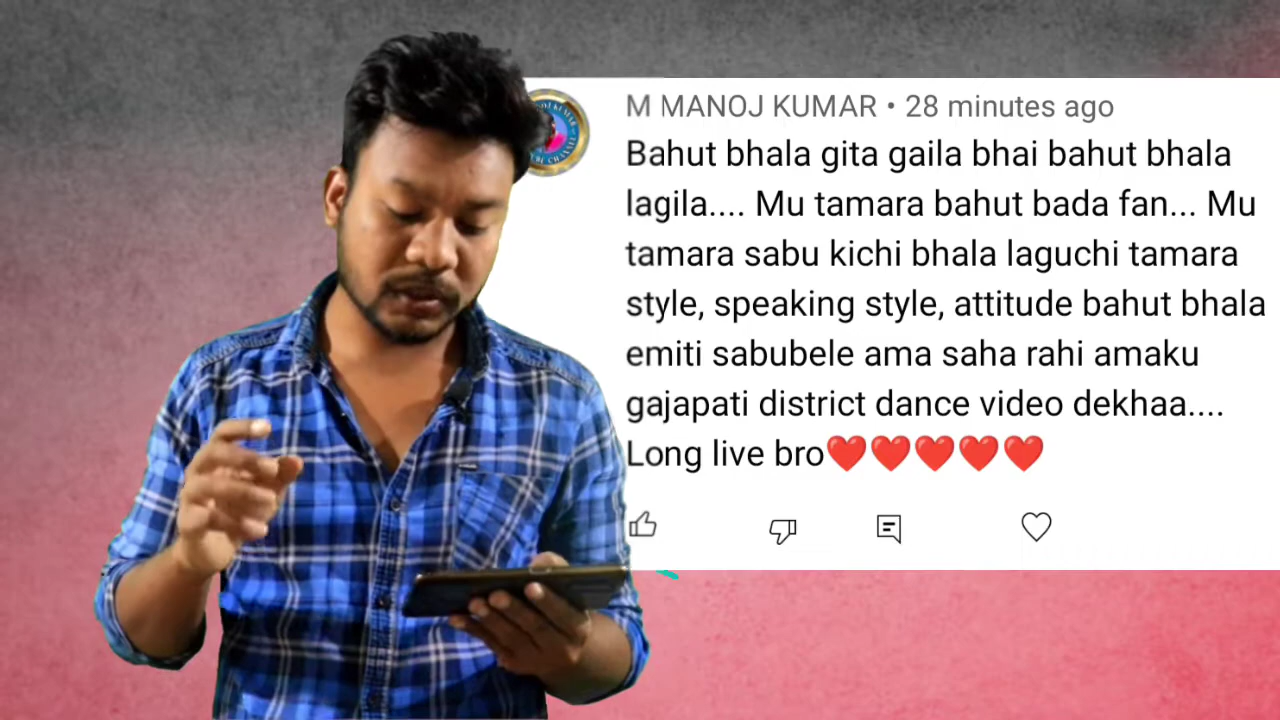 M MANOJ KUMAR • 28 minutes ago
Bahut bhala gita gaila bhai bahut bhala
lagila.... Mu tamara bahut bada fan... Mu
tamara sabu kichi bhala laguchi tamara
style, speaking style, attitude bahut bhala
emiti sabubele ama saha rahi amaku
gajapati district dance video dekhaa....
Long live bro❤️❤️❤️❤️❤️